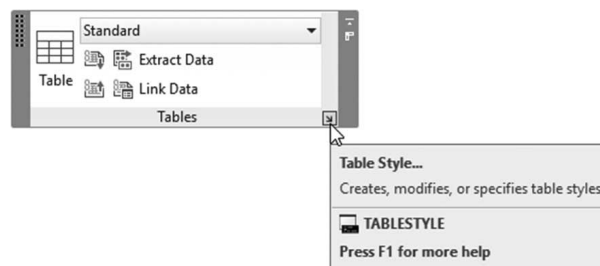 Standard
Extract Data
Table
Link Data
Tables
Table Style...
Creates, modifies, or specifies table styles
TABLESTYLE
Press F1 for more help